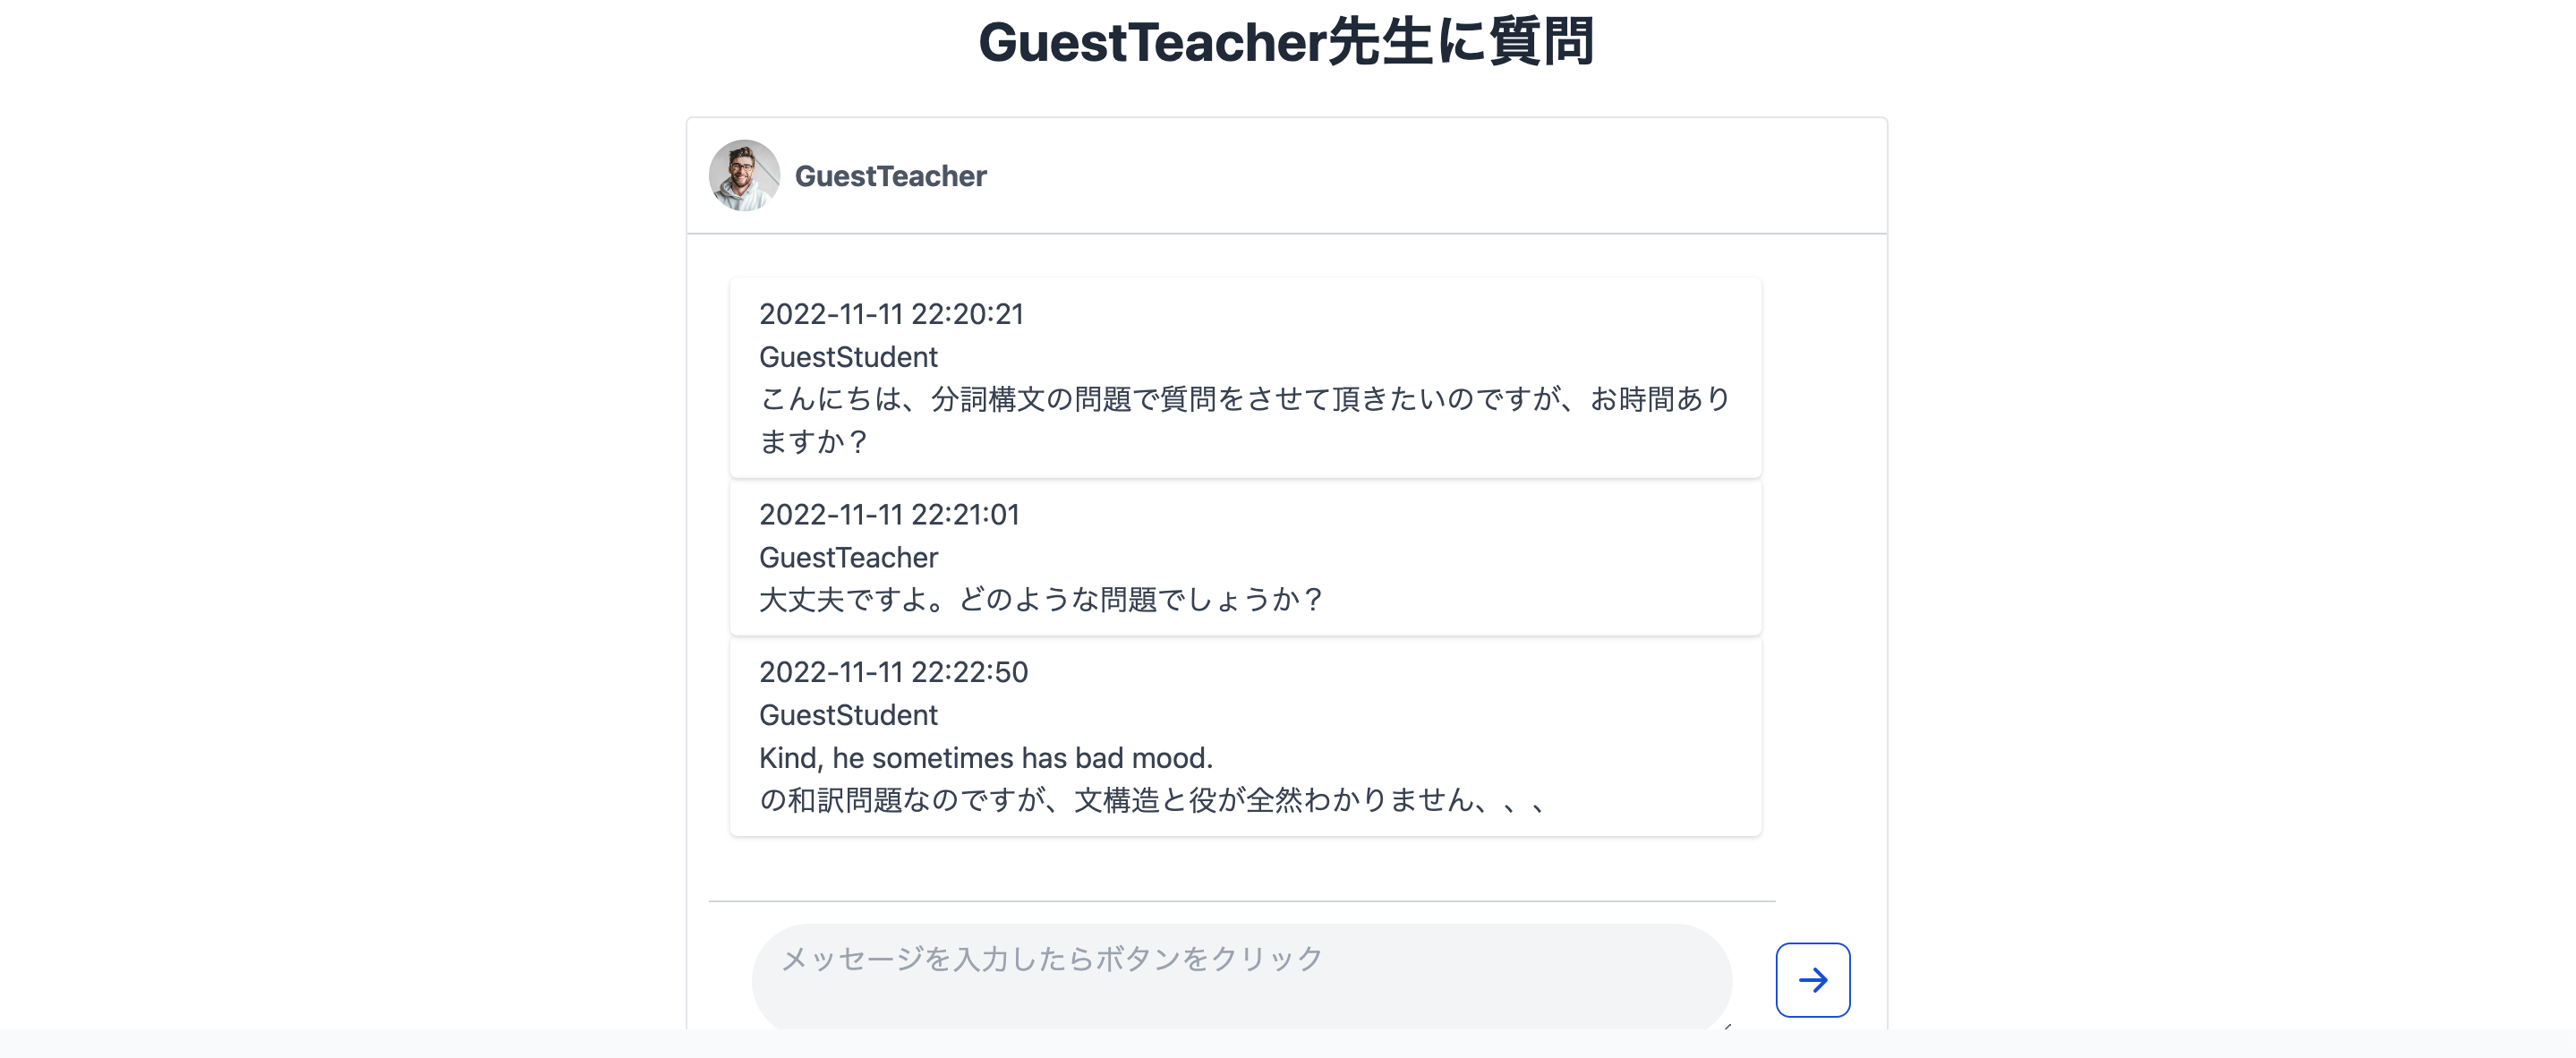 GuestTeacher先生に質問
GuestTeacher
2022-11-11 22:20:21
GuestStudent
こんにちは、分詞構文の問題で質問をさせて頂きたいのですが、お時間あり
ますか？
2022-11-11 22:21:01
GuestTeacher
大丈夫ですよ。どのような問題でしょうか？
2022-11-11 22:22:50
GuestStudent
Kind, he sometimes has bad mood.
の和訳問題なのですが、文構造と役が全然わかりません、、、
メッセージを入力したらボタンをクリック